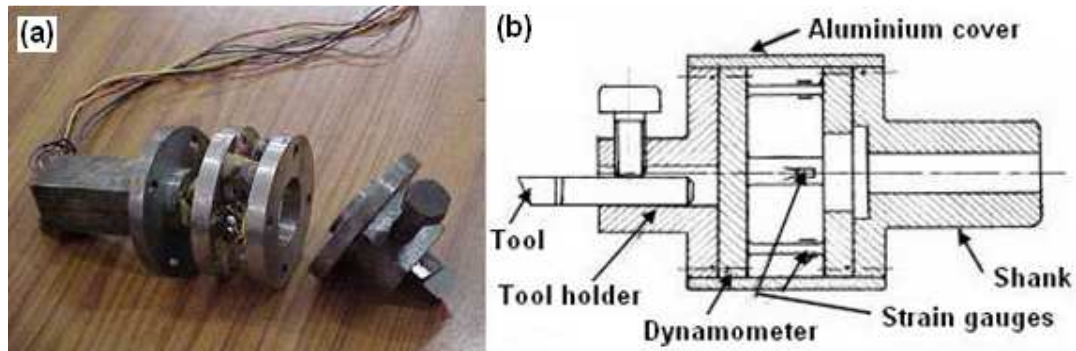 (a)
(b)
Aluminium cover
Tool
Tool holder
Dynamometer
Strain gauges
Shank